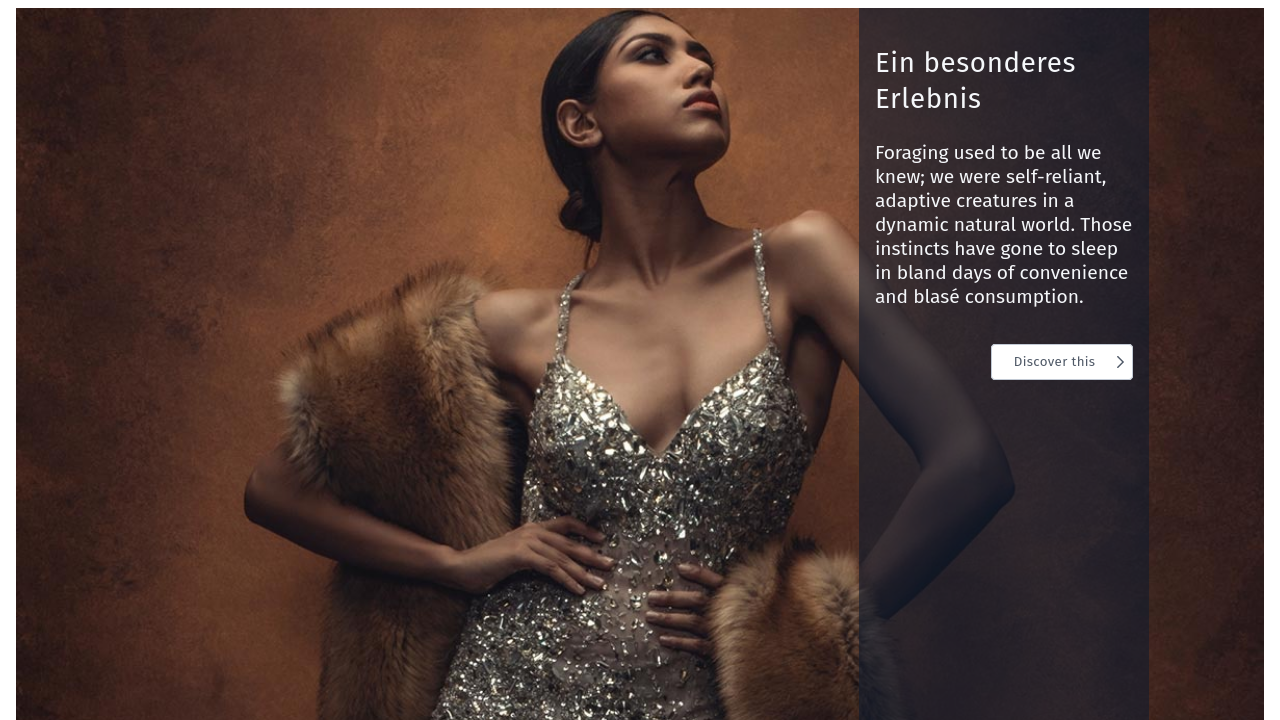 Ein besonderes
Erlebnis
Foraging used to be all we
knew; we were self-reliant,
adaptive creatures in a
dynamic natural world. Those
instincts have gone to sleep
in bland days of convenience
and blasé consumption.
Discover this